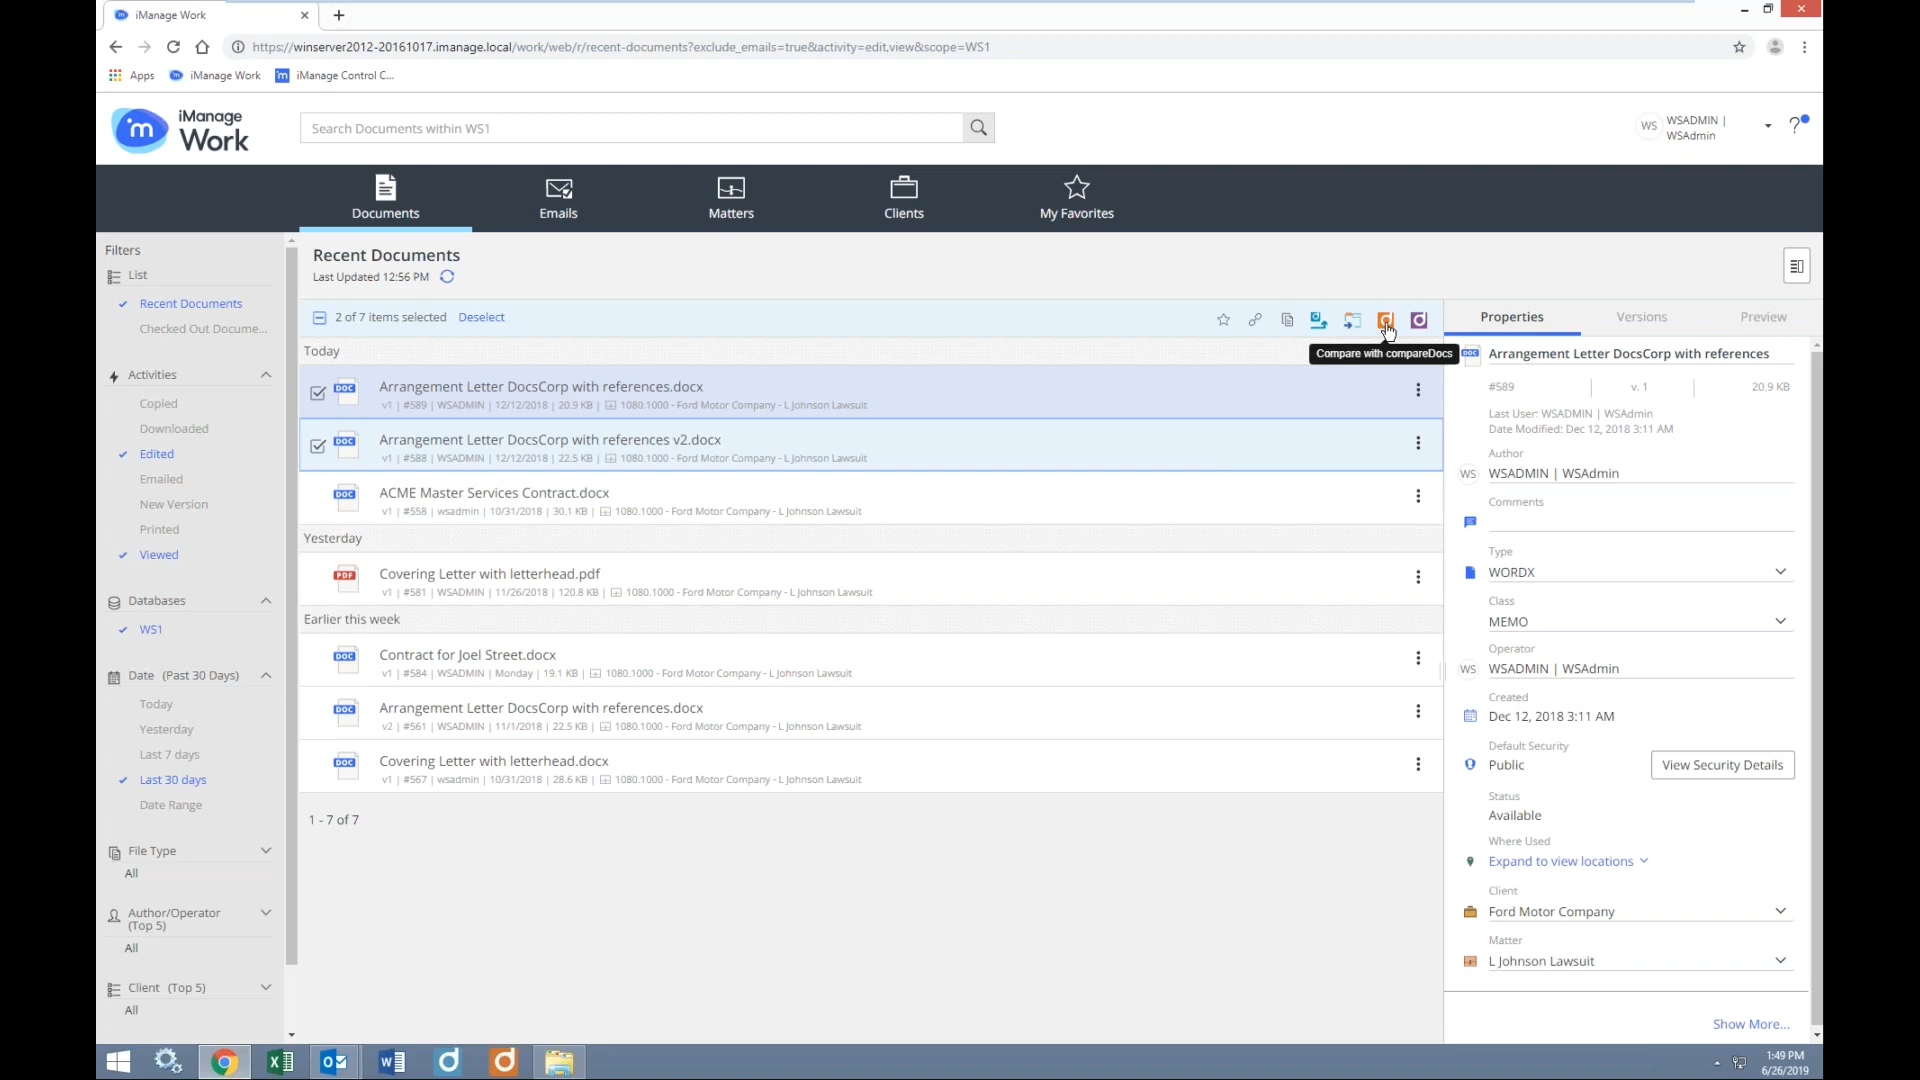 iManage Work
https://winserver2012-20161017.imanage.local/work/web/r/recent-documents?exclude_emails=true&activity=edit,view&scope=WS1
Apps iManage Work iManage Control C...
iManage
Work
Search Documents within WS1
WS WSADMIN |
WSAdmin
?
Documents Emails Matters Clients My Favorites
Filters
List
Recent Documents
Checked Out Docume...
Activities
Copied
Downloaded
Edited
Emailed
New Version
Printed
Viewed
Databases
WS1
Date (Past 30 Days)
Today
Yesterday
Last 7 days
Last 30 days
Date Range
File Type
All
Author/Operator
(Top 5)
All
Client (Top 5)
All
Recent Documents
Last Updated 12:56 PM
2 of 7 items selected Deselect
Compare with compareDocs
Today
DOC Arrangement Letter DocsCorp with references.docx
v1 | #589 | WSADMIN | 12/12/2018 | 20.9 KB | 1080.1000 - Ford Motor Company - L Johnson Lawsuit
DOC Arrangement Letter DocsCorp with references v2.docx
v1 | #588 | WSADMIN | 12/12/2018 | 22.5 KB | 1080.1000 - Ford Motor Company - L Johnson Lawsuit
DOC ACME Master Services Contract.docx
v1 | #558 | wsadmin | 10/31/2018 | 30.1 KB | 1080.1000 - Ford Motor Company - L Johnson Lawsuit
Yesterday
PDF Covering Letter with letterhead.pdf
v1 | #581 | WSADMIN | 11/26/2018 | 120.8 KB | 1080.1000 - Ford Motor Company - L Johnson Lawsuit
Earlier this week
DOC Contract for Joel Street.docx
v1 | #584 | WSADMIN | Monday | 19.1 KB | 1080.1000 - Ford Motor Company - L Johnson Lawsuit
DOC Arrangement Letter DocsCorp with references.docx
v2 | #561 | WSADMIN | 11/1/2018 | 22.5 KB | 1080.1000 - Ford Motor Company - L Johnson Lawsuit
DOC Covering Letter with letterhead.docx
v1 | #567 | wsadmin | 10/31/2018 | 28.6 KB | 1080.1000 - Ford Motor Company - L Johnson Lawsuit
1 - 7 of 7
Properties Versions Preview
DOC Arrangement Letter DocsCorp with references
#589 v. 1 20.9 KB
Last User: WSADMIN | WSAdmin
Date Modified: Dec 12, 2018 3:11 AM
Author
WS WSADMIN | WSAdmin
Comments
Type
WORDX
Class
MEMO
Operator
WS WSADMIN | WSAdmin
Created
Dec 12, 2018 3:11 AM
Default Security
Public View Security Details
Status
Available
Where Used
Expand to view locations
Client
Ford Motor Company
Matter
L Johnson Lawsuit
Show More...
1:49 PM
6/26/2019